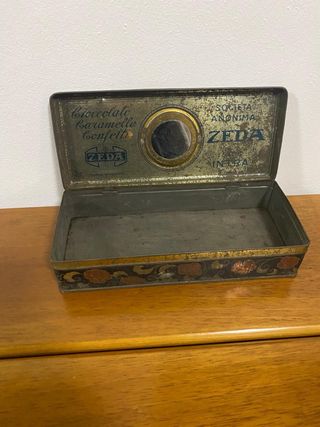 Cioccolato
Caramelle
Confetti
ZEDA
SOCIETÀ
ANONIMA
ZEDA
INTRA